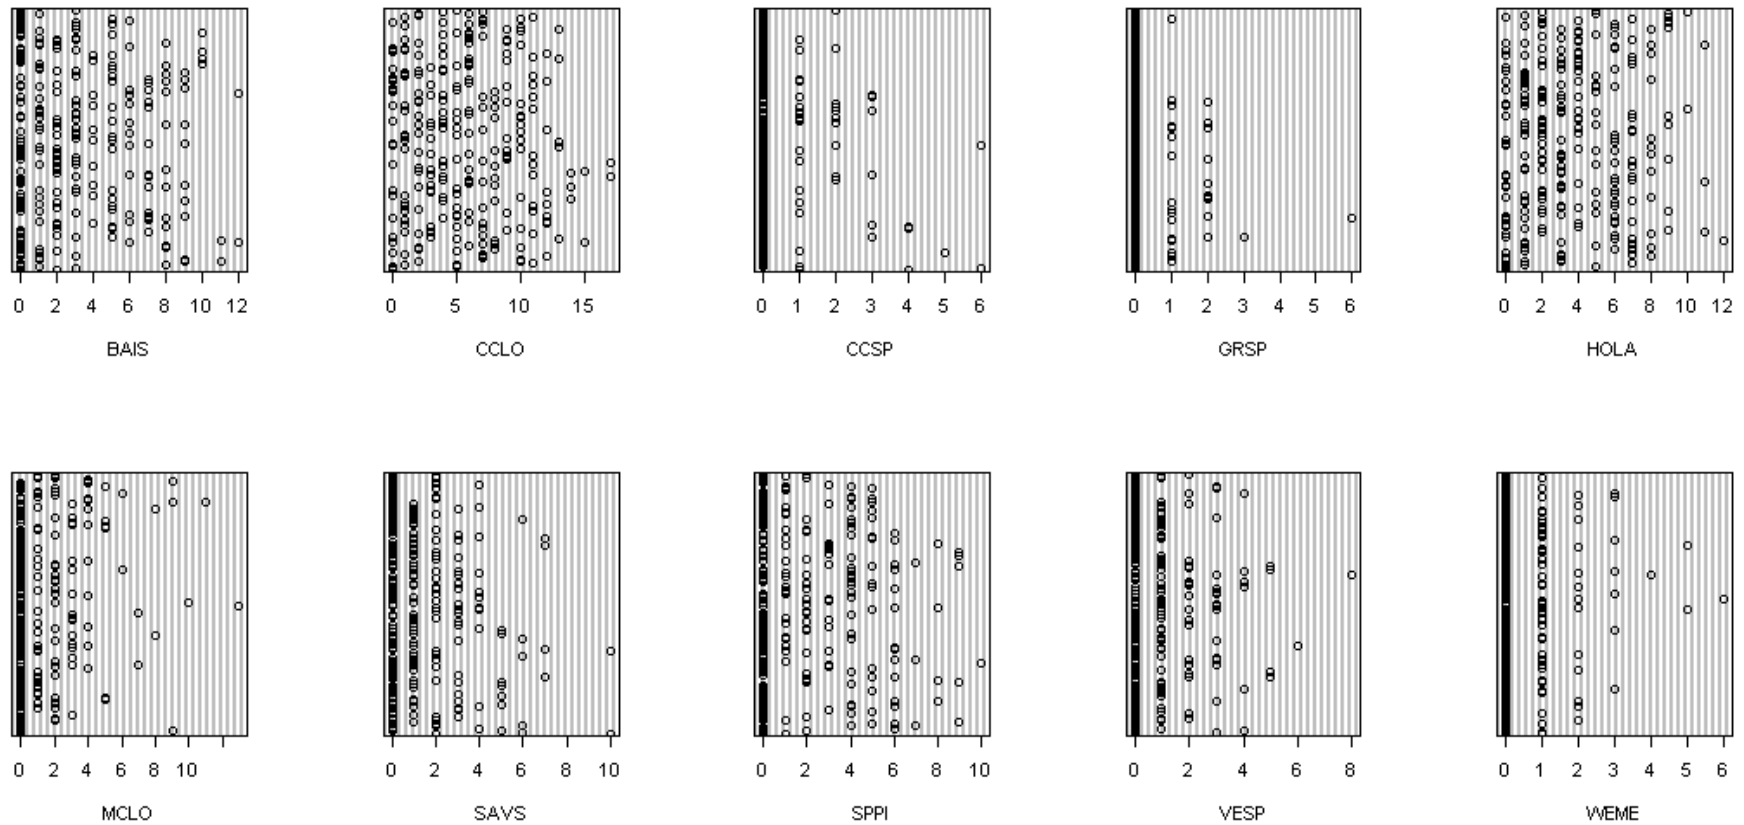 0 2 4 6 8 10 12 0 5 10 15 0 1 2 3 4 5 6 0 1 2 3 4 5 6 0 2 4 6 8 10 12
BAIS CCLO CCSP GRSP HOLA
0 2 4 6 8 10 0 2 4 6 8 10 0 2 4 6 8 10 0 2 4 6 8 0 1 2 3 4 5 6
MCLO SAVS SPPI VESP WEME